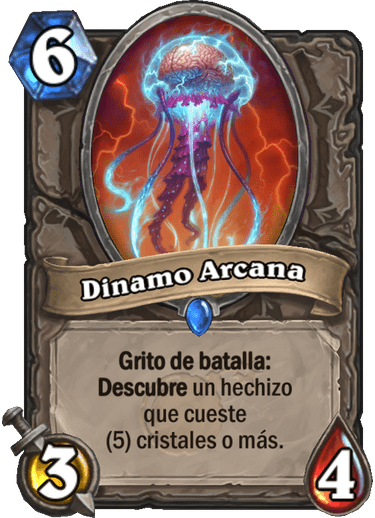 6
Dinamo Arcana
Grito de batalla:
Descubre un hechizo
que cueste
(5) cristales o más.
3
4